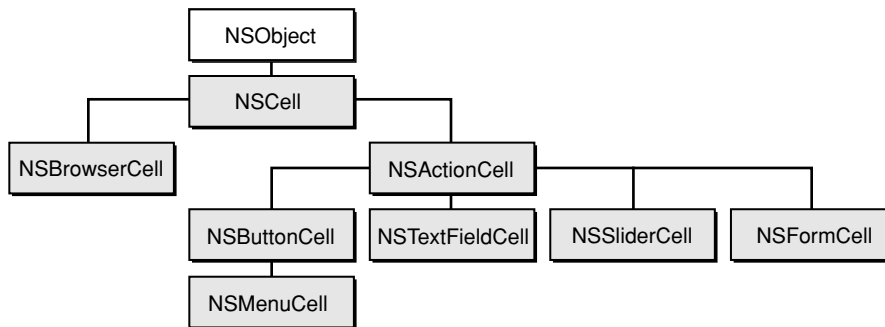 NSObject
NSCell
NSBrowserCell
NSActionCell
NSButtonCell
NSTextFieldCell
NSSliderCell
NSFormCell
NSMenuCell